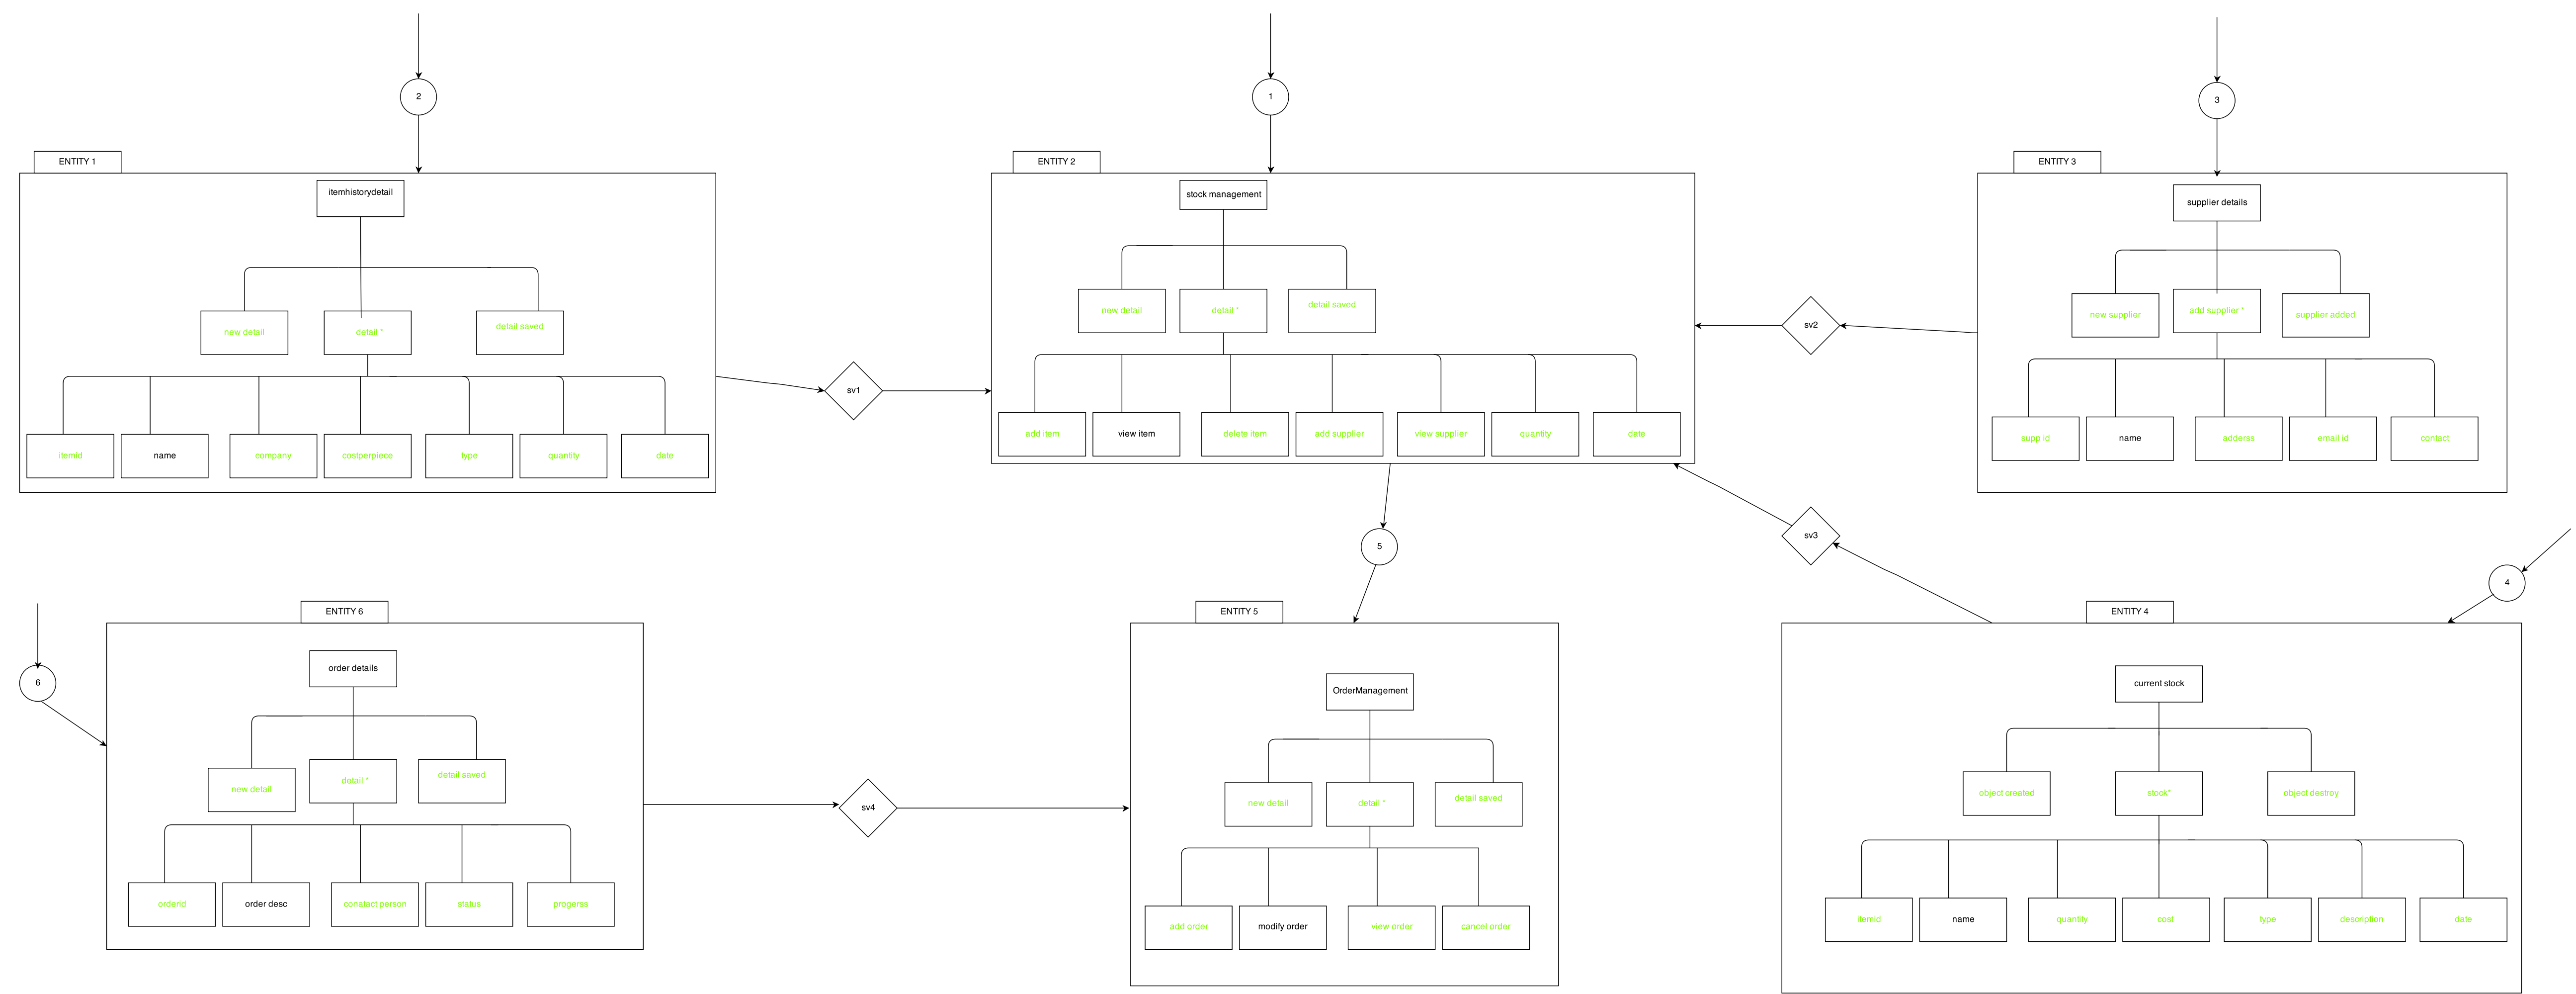 2
1
3
ENTITY 1
ENTITY 2
ENTITY 3
itemhistorydetail
new detail
detail *
detail saved
itemid
name
company
costperpiece
type
quantity
date
sv1
stock management
new detail
detail *
detail saved
add item
view item
delete item
add supplier
view supplier
quantity
date
sv2
supplier details
new supplier
add supplier *
supplier added
supp id
name
adderss
email id
contact
sv3
5
4
6
ENTITY 6
ENTITY 5
ENTITY 4
order details
new detail
detail *
detail saved
orderid
order desc
conatact person
status
progerss
sv4
OrderManagement
new detail
detail *
detail saved
add order
modify order
view order
cancel order
current stock
object created
stock*
object destroy
itemid
name
quantity
cost
type
description
date